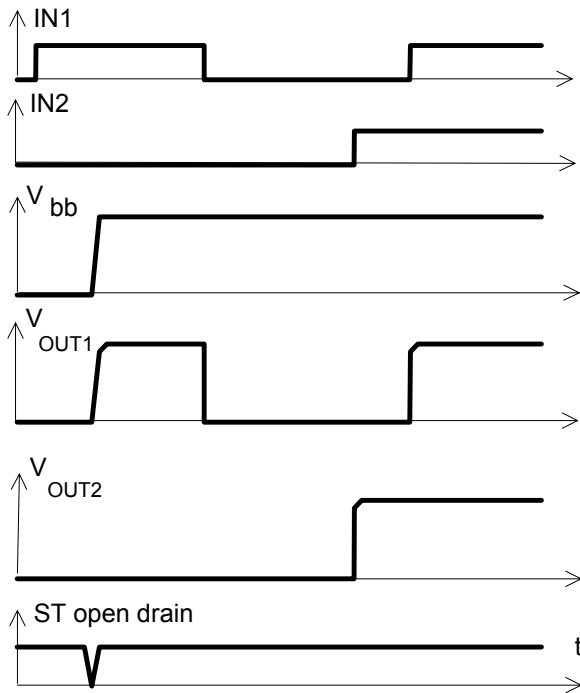 IN1
IN2
V bb
V OUT1
V OUT2
ST open drain
t